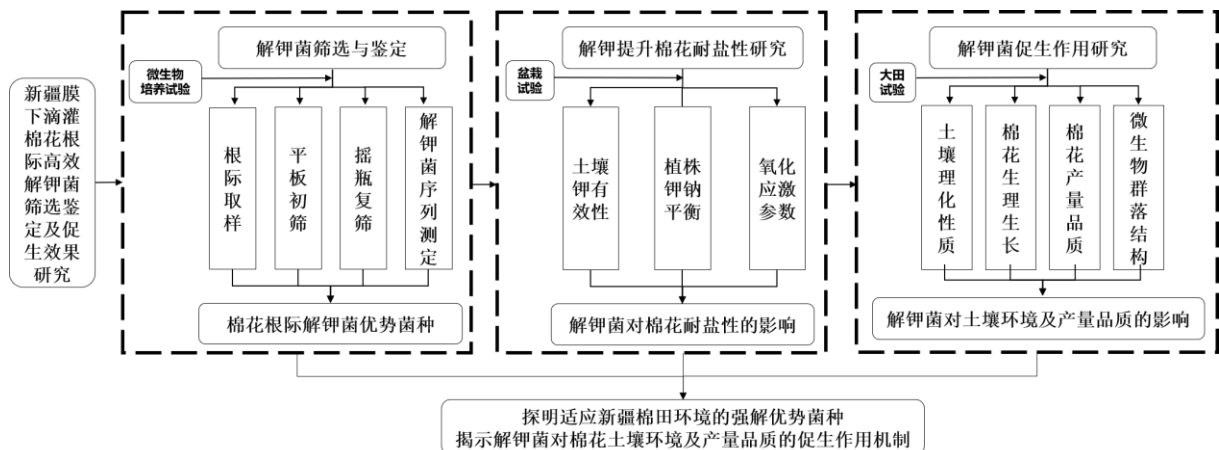 新疆膜
下滴灌
棉花根
际高效
解钾菌
筛选鉴
定及促
生效果
研究
解钾菌筛选与鉴定
微生物
培养试验
根际取样
平板初筛
摇瓶复筛
解钾菌序列测定
棉花根际解钾菌优势菌种
解钾提升棉花耐盐性研究
盆栽
试验
土壤
钾有
效性
植株
钾钠
平衡
氧化
应激
参数
解钾菌对棉花耐盐性的影响
解钾菌促生作用研究
大田
试验
土壤理化性质
棉花生理生长
棉花产量品质
微生物群落结构
解钾菌对土壤环境及产量品质的影响
探明适应新疆棉田环境的强解优势菌种
揭示解钾菌对棉花土壤环境及产量品质的促生作用机制